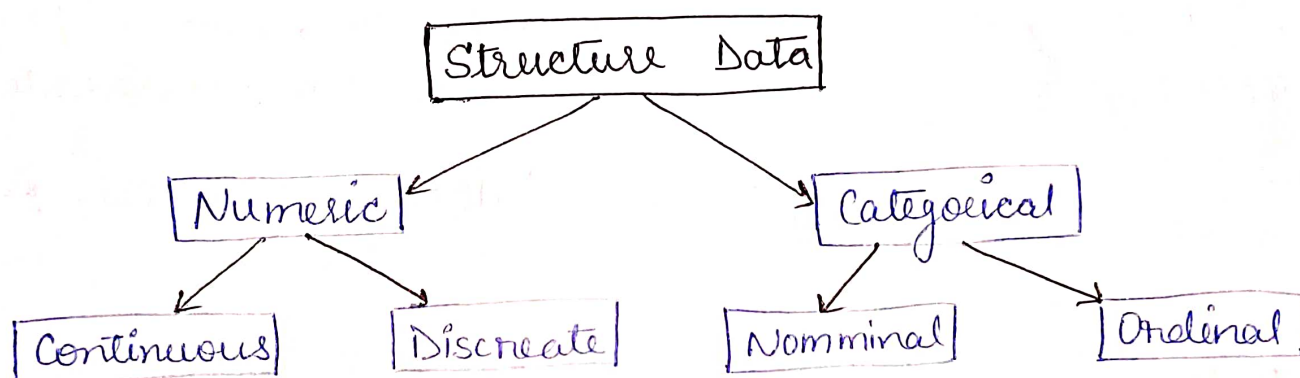 Structure Data
Numeric Categorical
Continuous Discreate Nomminal Ordinal